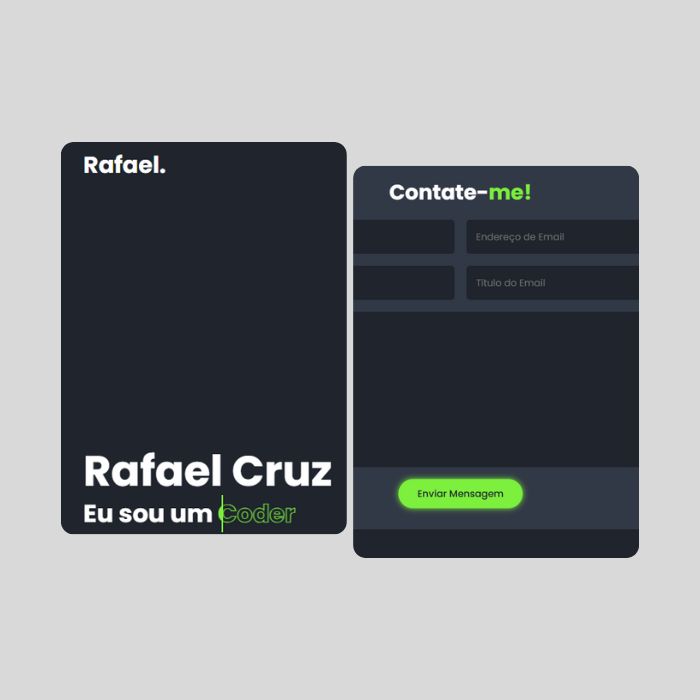 Rafael.
Rafael Cruz
Eu sou um Coder
Contate-me!
Endereço de Email
Título do Email
Enviar Mensagem